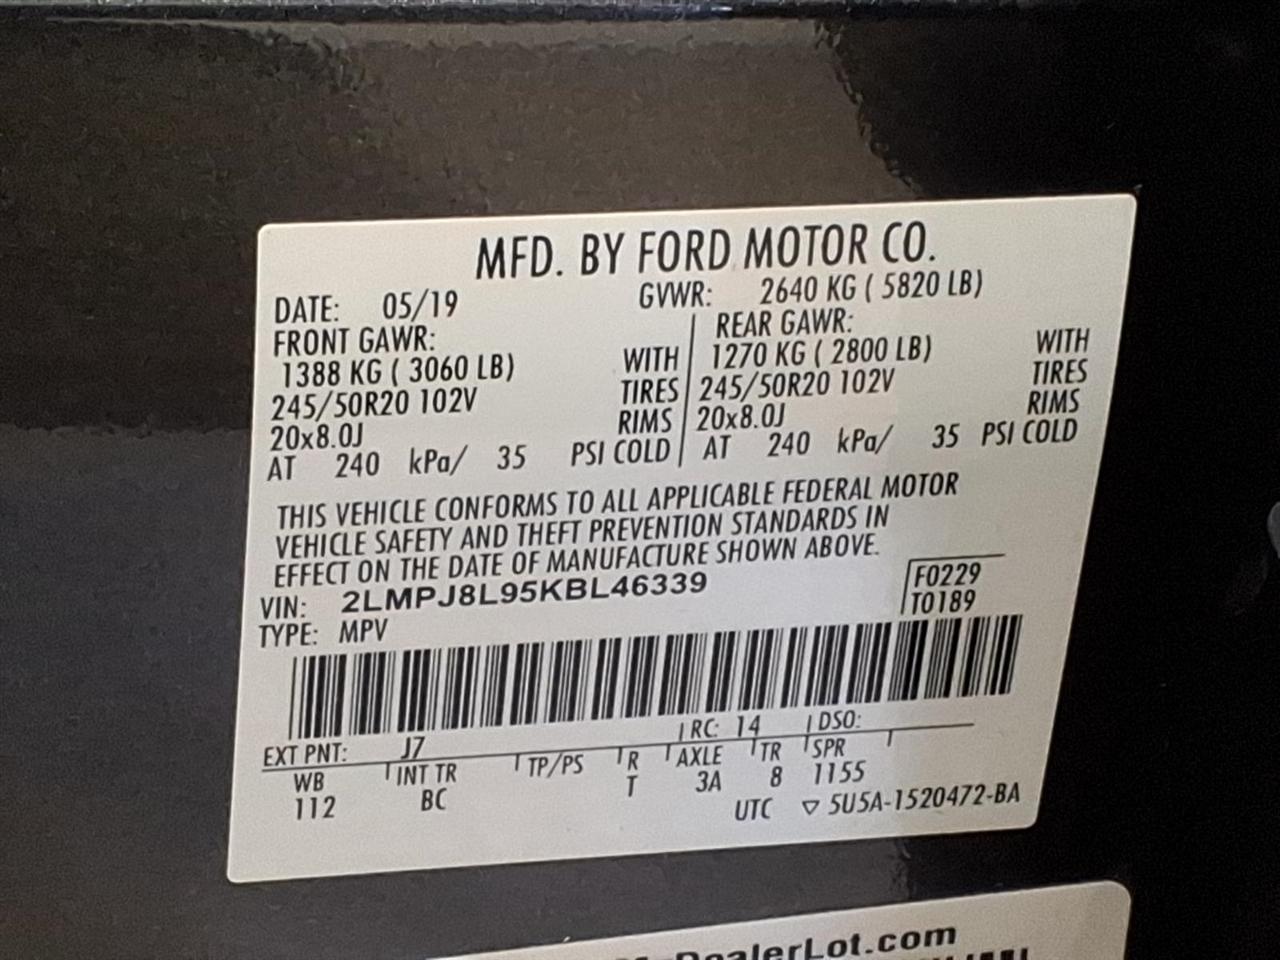 MFD. BY FORD MOTOR CO.
DATE: 05/19 GVWR: 2640 KG ( 5820 LB)
FRONT GAWR: REAR GAWR:
1388 KG ( 3060 LB) WITH 1270 KG ( 2800 LB) WITH
245/50R20 102V TIRES 245/50R20 102V TIRES
20x8.0J RIMS 20x8.0J RIMS
AT 240 kPa/ 35 PSI COLD AT 240 kPa/ 35 PSI COLD
THIS VEHICLE CONFORMS TO ALL APPLICABLE FEDERAL MOTOR
VEHICLE SAFETY AND THEFT PREVENTION STANDARDS IN
EFFECT ON THE DATE OF MANUFACTURE SHOWN ABOVE.
VIN: 2LMPJ8L95KBL46339 F0229
TYPE: MPV T0189
EXT PNT: J7 RC: 14 DSO:
WB INT TR TP/PS R AXLE TR SPR
112 BC T 3A 8 1155
UTC ▽ 5U5A-1520472-BA
DealerLot.com